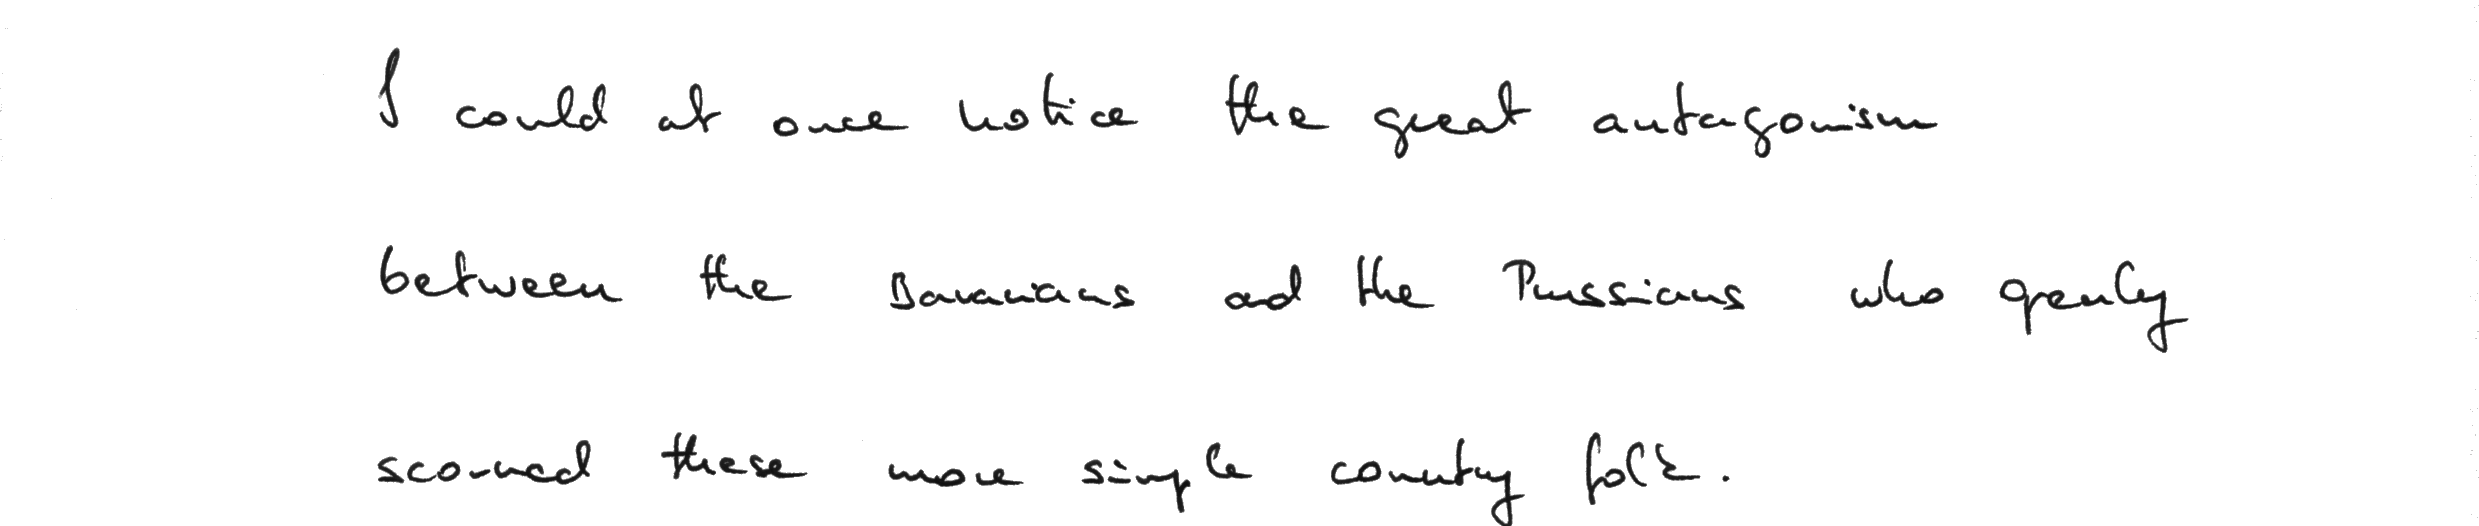 I could at once notice the great antagonism
between the Bavarians and the Prussians who openly
scorned these more simple country folk.